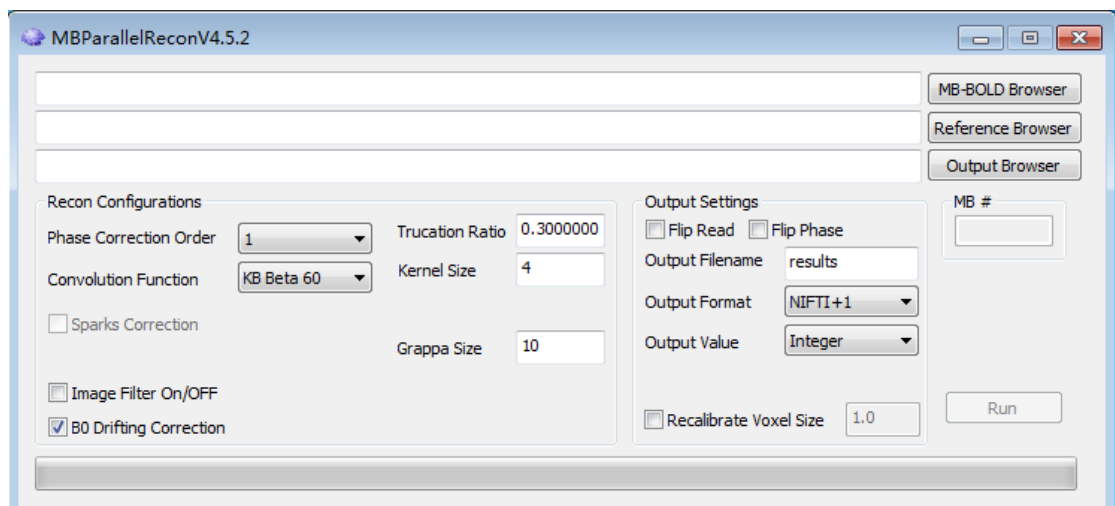 MBParallelReconV4.5.2
MB-BOLD Browser
Reference Browser
Output Browser
Recon Configurations
Phase Correction Order 1
Convolution Function KB Beta 60
Sparks Correction
Image Filter On/OFF
B0 Drifting Correction
Trucation Ratio 0.3000000
Kernel Size 4
Grappa Size 10
Output Settings
Flip Read Flip Phase
Output Filename results
Output Format NIFTI+1
Output Value Integer
Recalibrate Voxel Size 1.0
MB #
Run